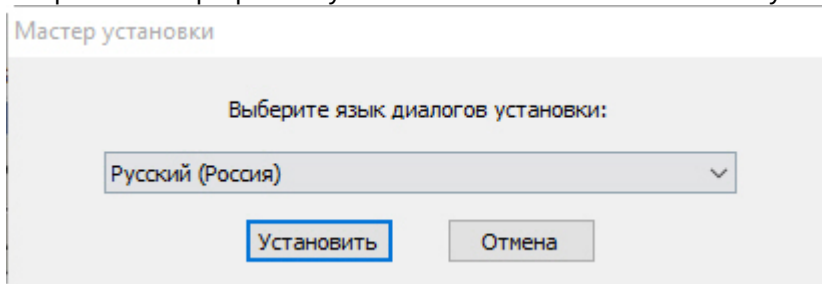 Мастер установки
Выберите язык диалогов установки:
Русский (Россия)
Установить
Отмена